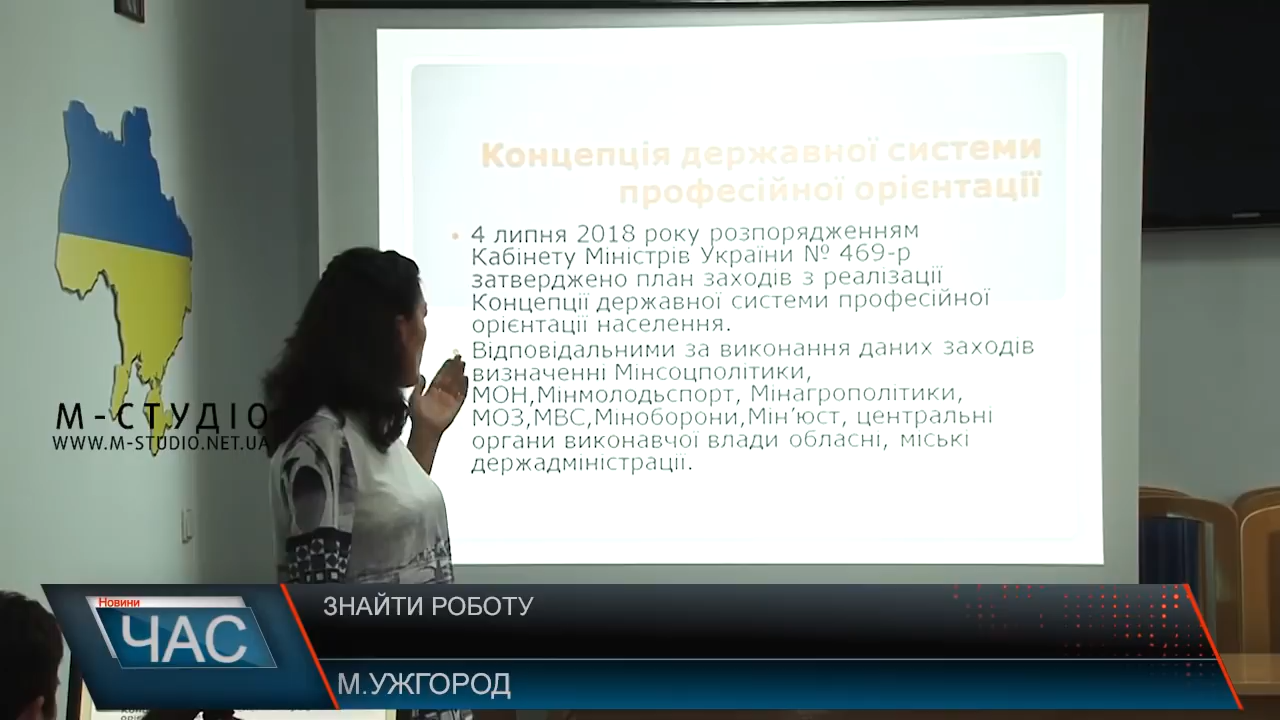 Концепція державної системи
професійної орієнтації
4 липня 2018 року розпорядженням
Кабінету Міністрів України № 469-р
затверджено план заходів з реалізації
Концепції державної системи професійної
орієнтації населення.
Відповідальними за виконання даних заходів
визначенні Мінсоцполітики,
МОН,Мінмолодьспорт, Мінагрополітики,
МОЗ,МВС,Міноборони,Мін’юст, центральні
органи виконавчої влади обласні, міські
держадміністрації.
М-СТУДІО
WWW.M-STUDIO.NET.UA
Новини
ЧАС
ЗНАЙТИ РОБОТУ
М.УЖГОРОД